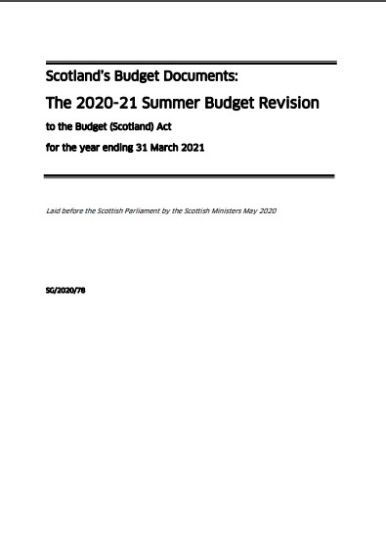 Scotland's Budget Documents:
The 2020-21 Summer Budget Revision
to the Budget (Scotland) Act
for the year ending 31 March 2021
Laid before the Scottish Parliament by the Scottish Ministers May 2020
SG/2020/78